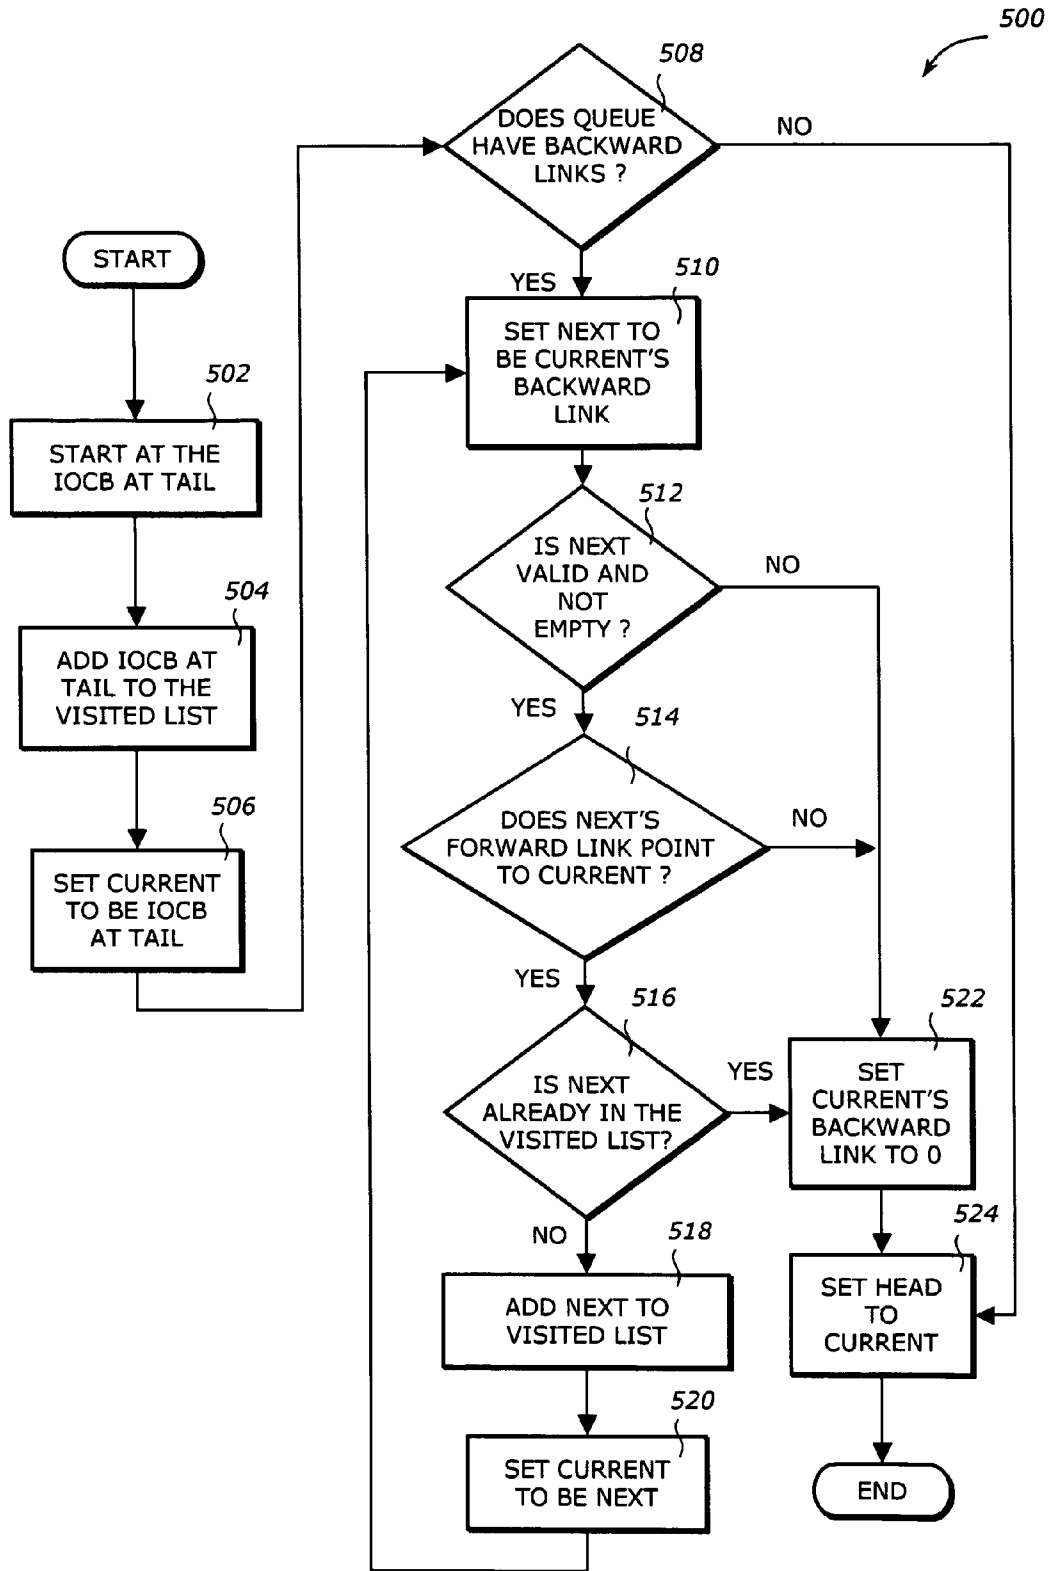 500
START
502
START AT THE
IOCB AT TAIL
504
ADD IOCB AT
TAIL TO THE
VISITED LIST
506
SET CURRENT
TO BE IOCB
AT TAIL
508
DOES QUEUE
HAVE BACKWARD
LINKS ?
NO
YES
510
SET NEXT TO
BE CURRENT'S
BACKWARD
LINK
512
IS NEXT
VALID AND
NOT
EMPTY ?
NO
YES
514
DOES NEXT'S
FORWARD LINK POINT
TO CURRENT ?
NO
YES
516
IS NEXT
ALREADY IN THE
VISITED LIST?
YES
NO
518
ADD NEXT TO
VISITED LIST
520
SET CURRENT
TO BE NEXT
522
SET
CURRENT'S
BACKWARD
LINK TO 0
524
SET HEAD
TO
CURRENT
END